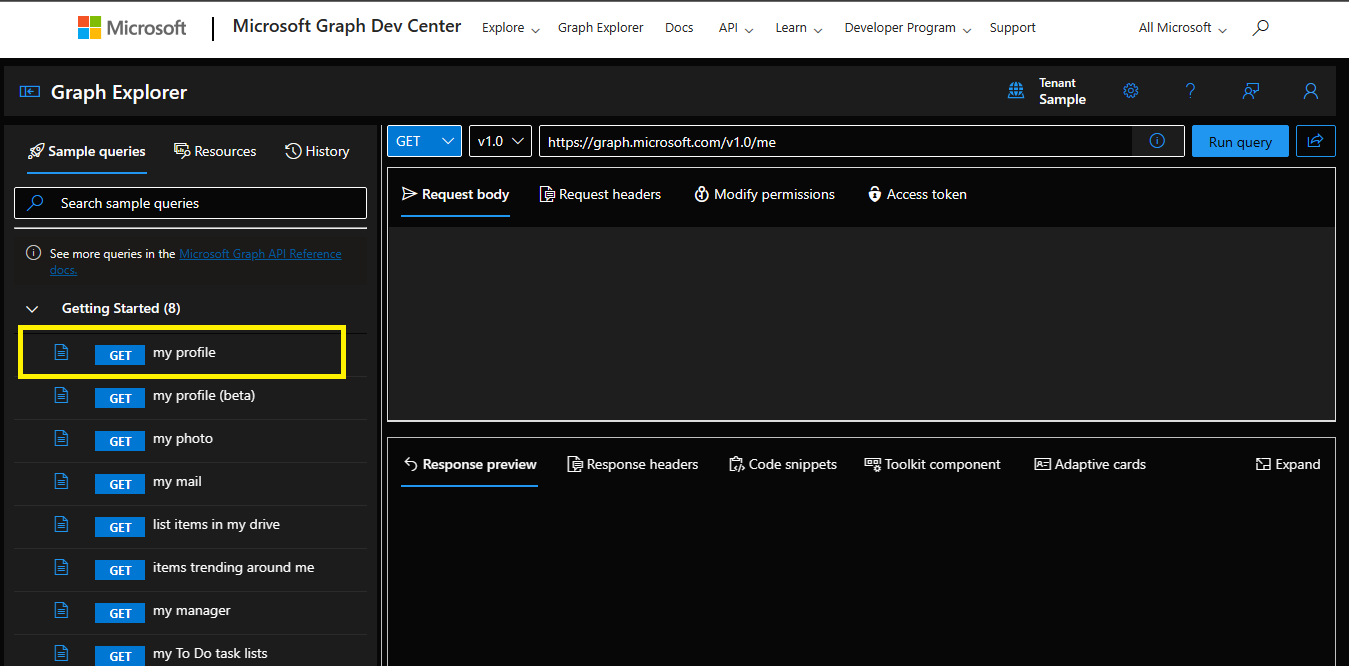 Microsoft
Microsoft Graph Dev Center
Explore
Graph Explorer
Docs
API
Learn
Developer Program
Support
All Microsoft
Graph Explorer
Tenant
Sample
Sample queries
Resources
History
Search sample queries
See more queries in the Microsoft Graph API Reference
docs.
Getting Started (8)
GET my profile
GET my profile (beta)
GET my photo
GET my mail
GET list items in my drive
GET items trending around me
GET my manager
GET my To Do task lists
GET
v1.0
https://graph.microsoft.com/v1.0/me
Run query
Request body
Request headers
Modify permissions
Access token
Response preview
Response headers
Code snippets
Toolkit component
Adaptive cards
Expand